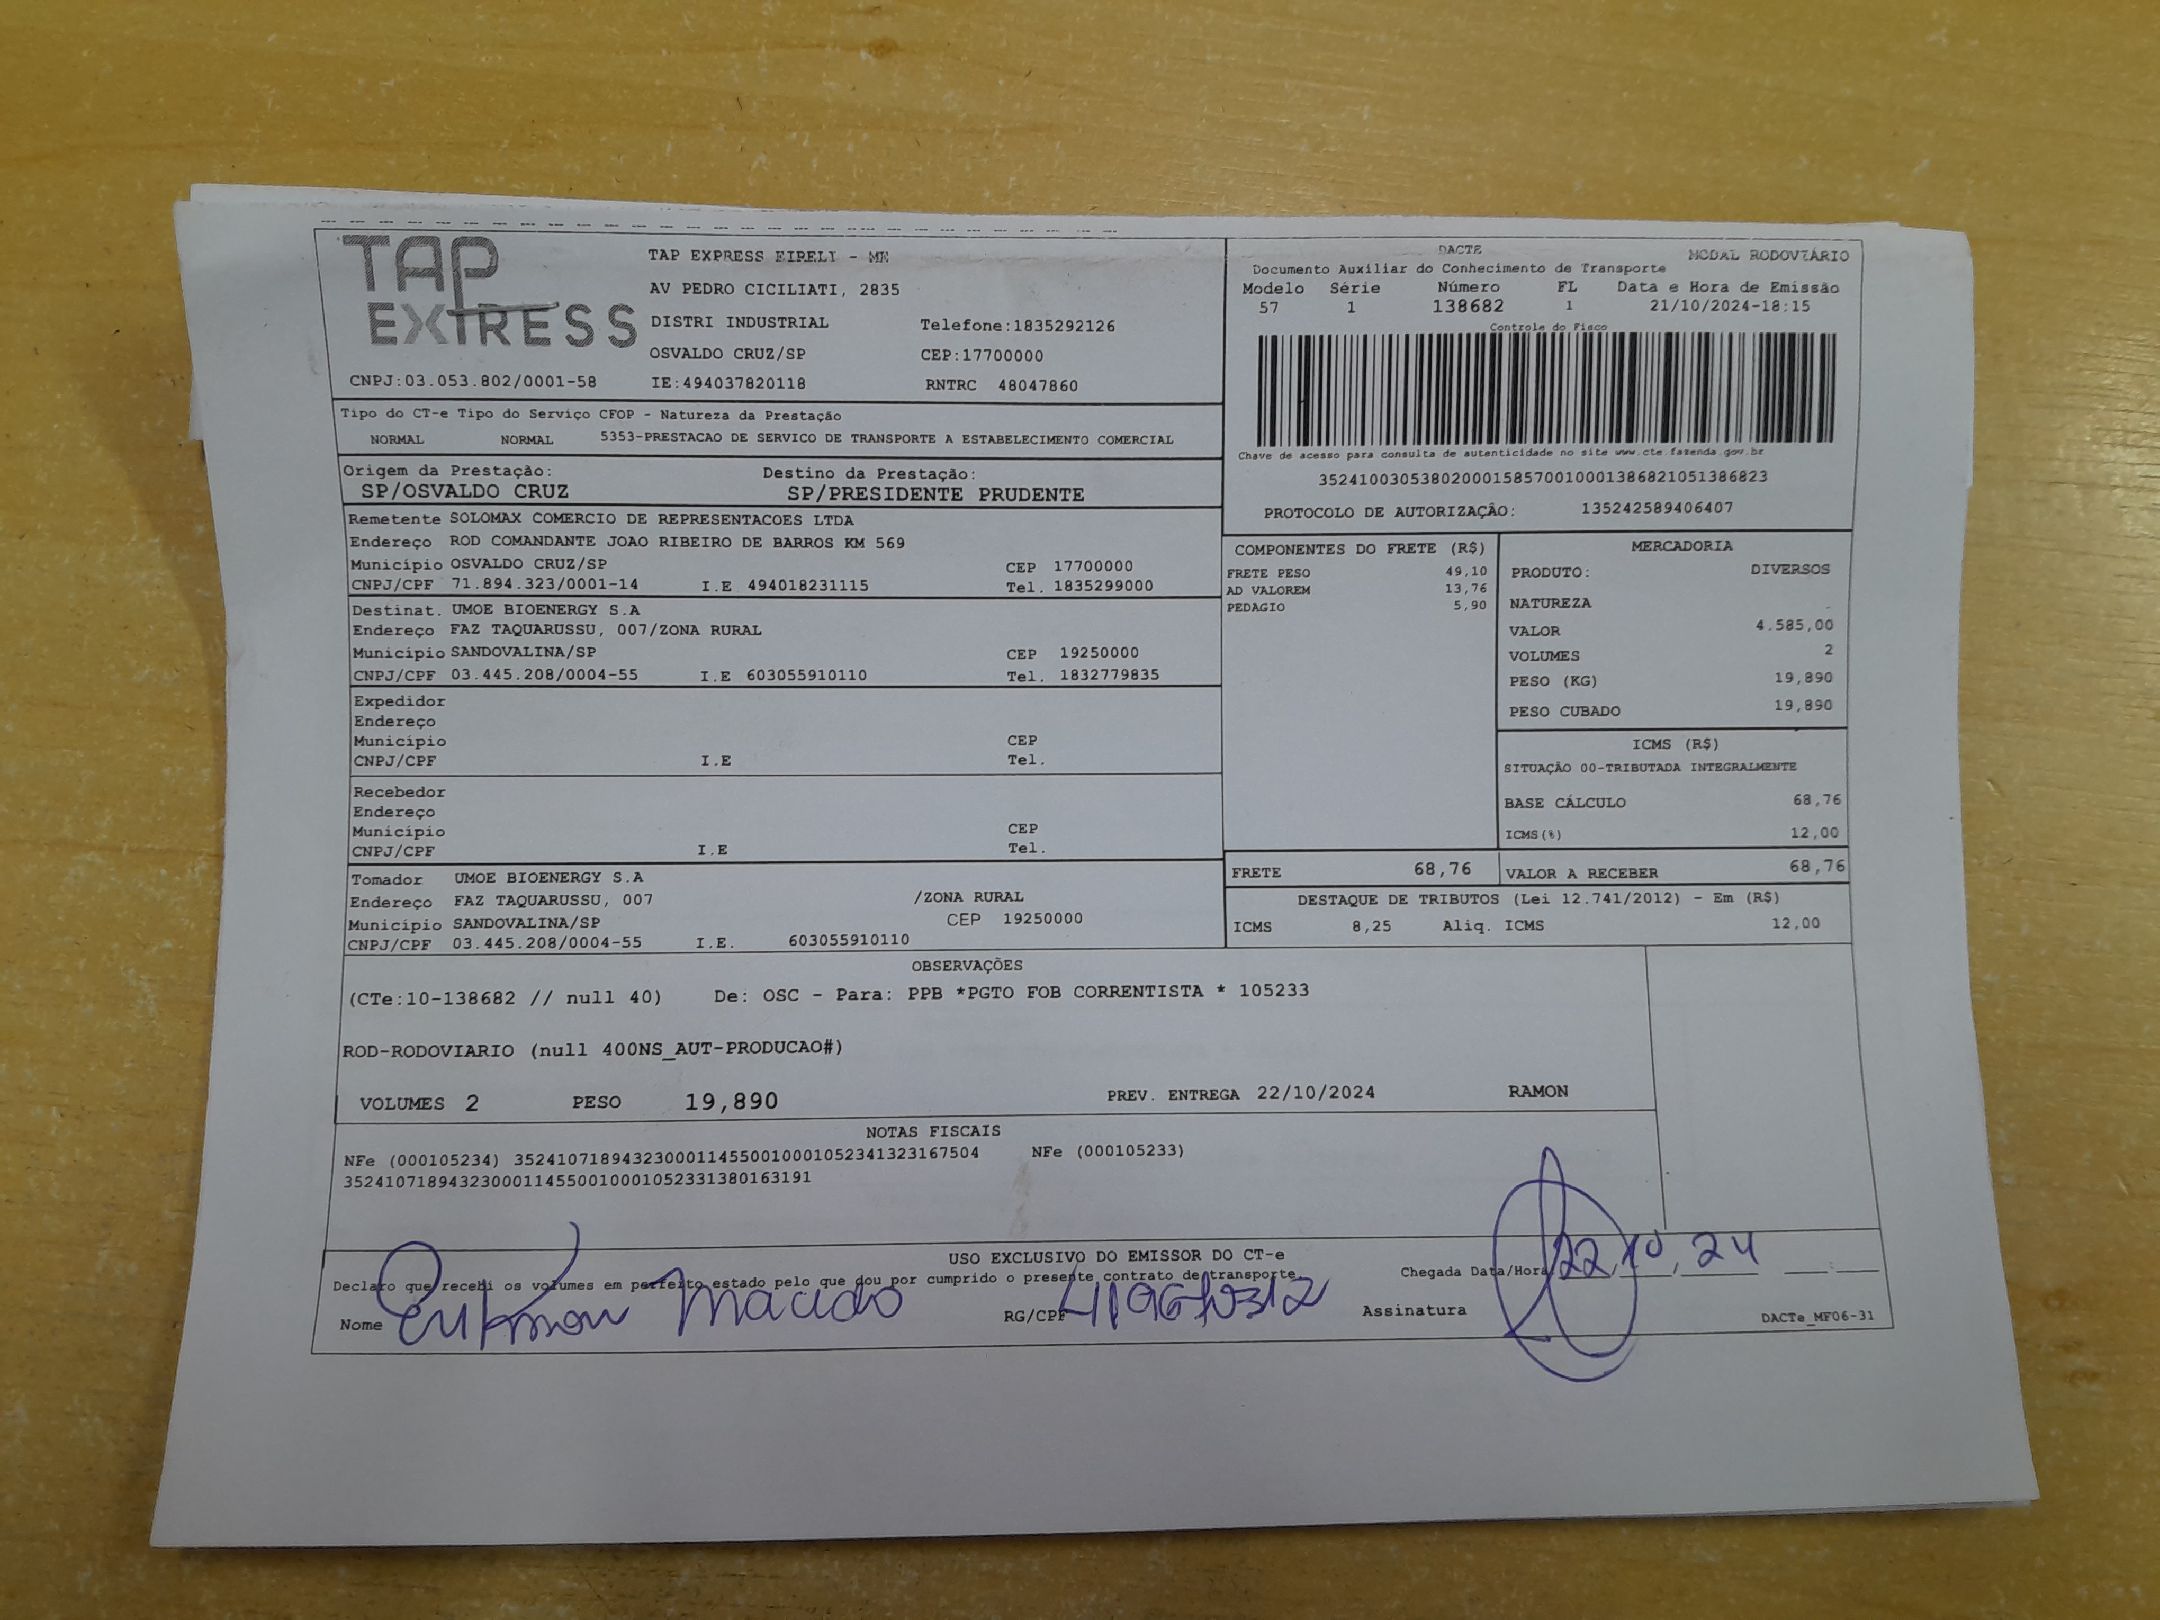 TAP EXPRESS
TAP EXPRESS EIRELI - ME
AV PEDRO CICILIATI, 2835
DISTRI INDUSTRIAL Telefone:1835292126
OSVALDO CRUZ/SP CEP:17700000
CNPJ:03.053.802/0001-58 IE:494037820118 RNTRC 48047860
DACTE MODAL RODOVIÁRIO
Documento Auxiliar do Conhecimento de Transporte
Modelo Série Número FL Data e Hora de Emissão
57 1 138682 1 21/10/2024-18:15
Controle do Fisco
Chave de acesso para consulta de autenticidade no site www.cte.fazenda.gov.br
35241003053802000158570010001386821051386823
PROTOCOLO DE AUTORIZAÇÃO: 135242589406407
Tipo do CT-e Tipo do Serviço CFOP - Natureza da Prestação
NORMAL NORMAL 5353-PRESTACAO DE SERVICO DE TRANSPORTE A ESTABELECIMENTO COMERCIAL
Origem da Prestação: Destino da Prestação:
SP/OSVALDO CRUZ SP/PRESIDENTE PRUDENTE
Remetente SOLOMAX COMERCIO DE REPRESENTACOES LTDA
Endereço ROD COMANDANTE JOAO RIBEIRO DE BARROS KM 569
Município OSVALDO CRUZ/SP CEP 17700000
CNPJ/CPF 71.894.323/0001-14 I.E 494018231115 Tel. 1835299000
Destinat. UMOE BIOENERGY S.A
Endereço FAZ TAQUARUSSU, 007/ZONA RURAL
Município SANDOVALINA/SP CEP 19250000
CNPJ/CPF 03.445.208/0004-55 I.E 603055910110 Tel. 1832779835
Expedidor
Endereço
Município CEP
CNPJ/CPF I.E Tel.
Recebedor
Endereço
Município CEP
CNPJ/CPF I.E Tel.
Tomador UMOE BIOENERGY S.A
Endereço FAZ TAQUARUSSU, 007 /ZONA RURAL
Município SANDOVALINA/SP CEP 19250000
CNPJ/CPF 03.445.208/0004-55 I.E. 603055910110
COMPONENTES DO FRETE (R$)
FRETE PESO 49,10
AD VALOREM 13,76
PEDAGIO 5,90
MERCADORIA
PRODUTO: DIVERSOS
NATUREZA
VALOR 4.585,00
VOLUMES 2
PESO (KG) 19,890
PESO CUBADO 19,890
ICMS (R$)
SITUAÇÃO 00-TRIBUTADA INTEGRALMENTE
BASE CÁLCULO 68,76
ICMS(%) 12,00
FRETE 68,76 VALOR A RECEBER 68,76
DESTAQUE DE TRIBUTOS (Lei 12.741/2012) - Em (R$)
ICMS 8,25 Aliq. ICMS 12,00
OBSERVAÇÕES
(CTe:10-138682 // null 40) De: OSC - Para: PPB *PGTO FOB CORRENTISTA * 105233
ROD-RODOVIARIO (null 400NS_AUT-PRODUCAO#)
VOLUMES 2 PESO 19,890 PREV. ENTREGA 22/10/2024 RAMON
NOTAS FISCAIS
NFe (000105234) 35241071894323000114550010001052341323167504 NFe (000105233)
35241071894323000114550010001052331380163191
USO EXCLUSIVO DO EMISSOR DO CT-e
Declaro que recebi os volumes em perfeito estado pelo que dou por cumprido o presente contrato de transporte. Chegada Data/Hora 22 10 24
Nome Macedo RG/CPF Assinatura
DACTe_MF06-31